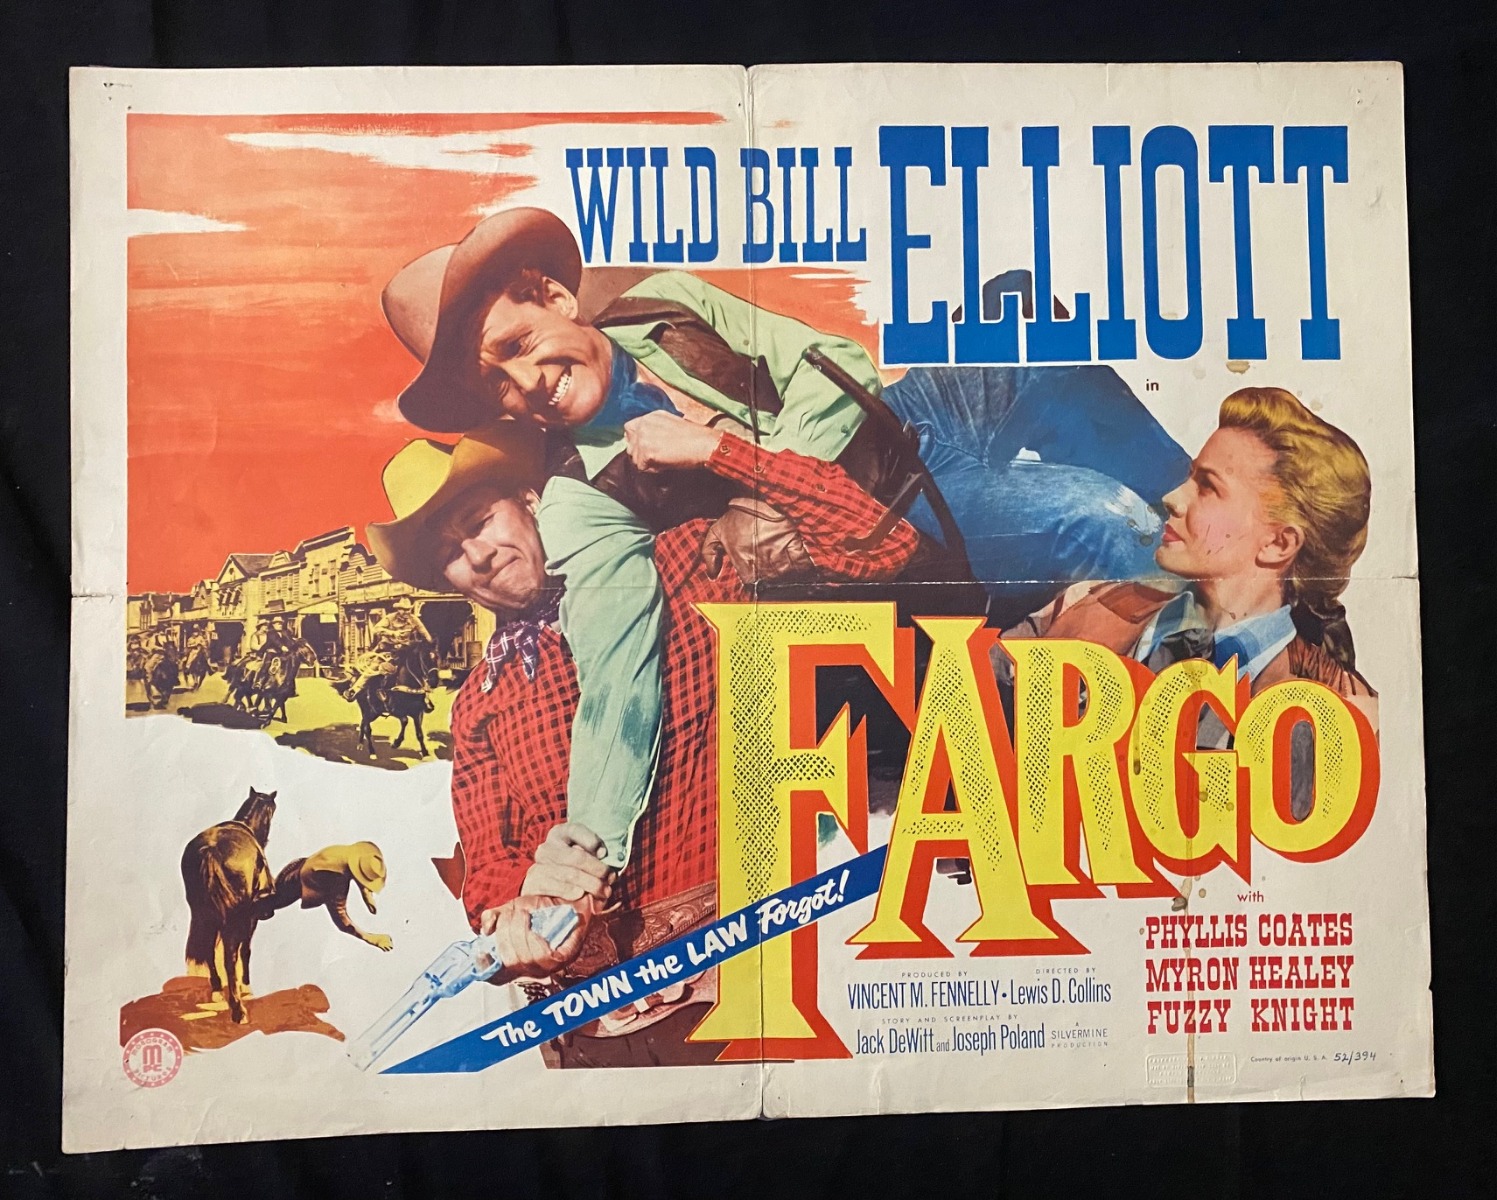 WILD BILL ELLIOTT
in
FARGO
The TOWN the LAW Forgot!
with
PHYLLIS COATES
MYRON HEALEY
FUZZY KNIGHT
PRODUCED BY
VINCENT M. FENNELLY •
DIRECTED BY
Lewis D. Collins
STORY AND SCREENPLAY BY
Jack DeWitt and Joseph Poland
A
SILVERMINE
PRODUCTION
Country of origin U. S. A. 52/394